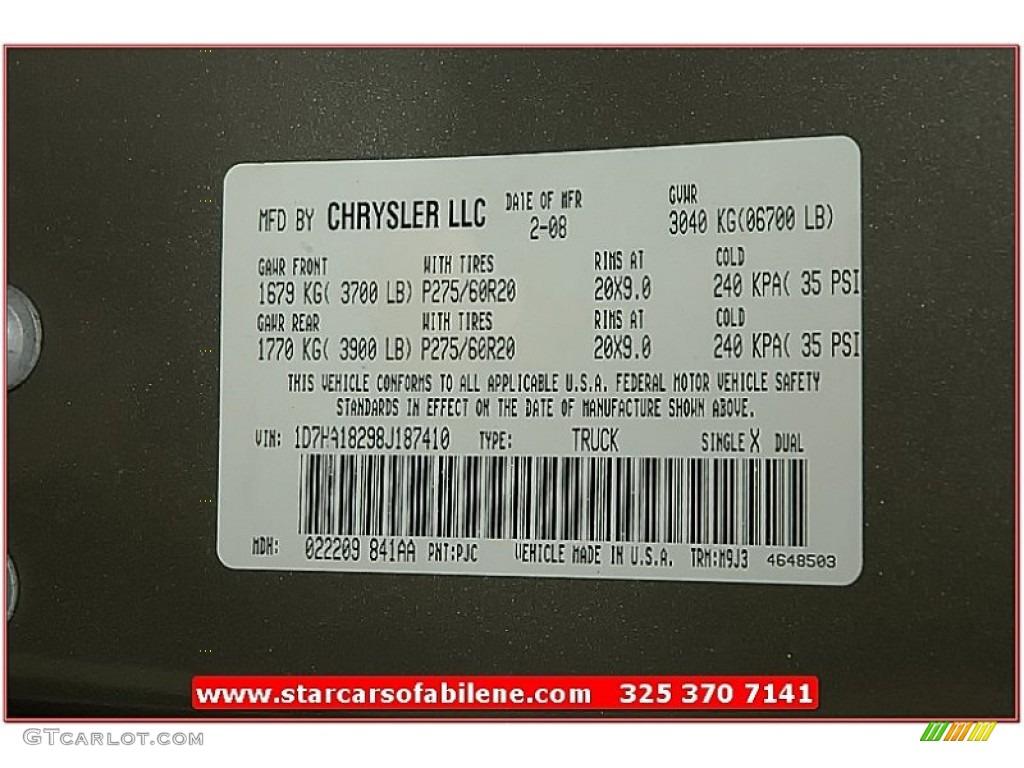 MFD BY CHRYSLER LLC DATE OF MFR 2-08 GVWR 3040 KG(06700 LB)
GAWR FRONT WITH TIRES RIMS AT COLD
1679 KG( 3700 LB) P275/60R20 20X9.0 240 KPA( 35 PSI
GAWR REAR WITH TIRES RIMS AT COLD
1770 KG( 3900 LB) P275/60R20 20X9.0 240 KPA( 35 PSI
THIS VEHICLE CONFORMS TO ALL APPLICABLE U.S.A. FEDERAL MOTOR VEHICLE SAFETY
STANDARDS IN EFFECT ON THE DATE OF MANUFACTURE SHOWN ABOVE.
VIN: 1D7HA18298J187410 TYPE: TRUCK SINGLE X DUAL
MDH: 022209 841AA PNT:PJC VEHICLE MADE IN U.S.A. TRM:M9J3 4648503
www.starcarsofabilene.com 325 370 7141
GTcarlot.com